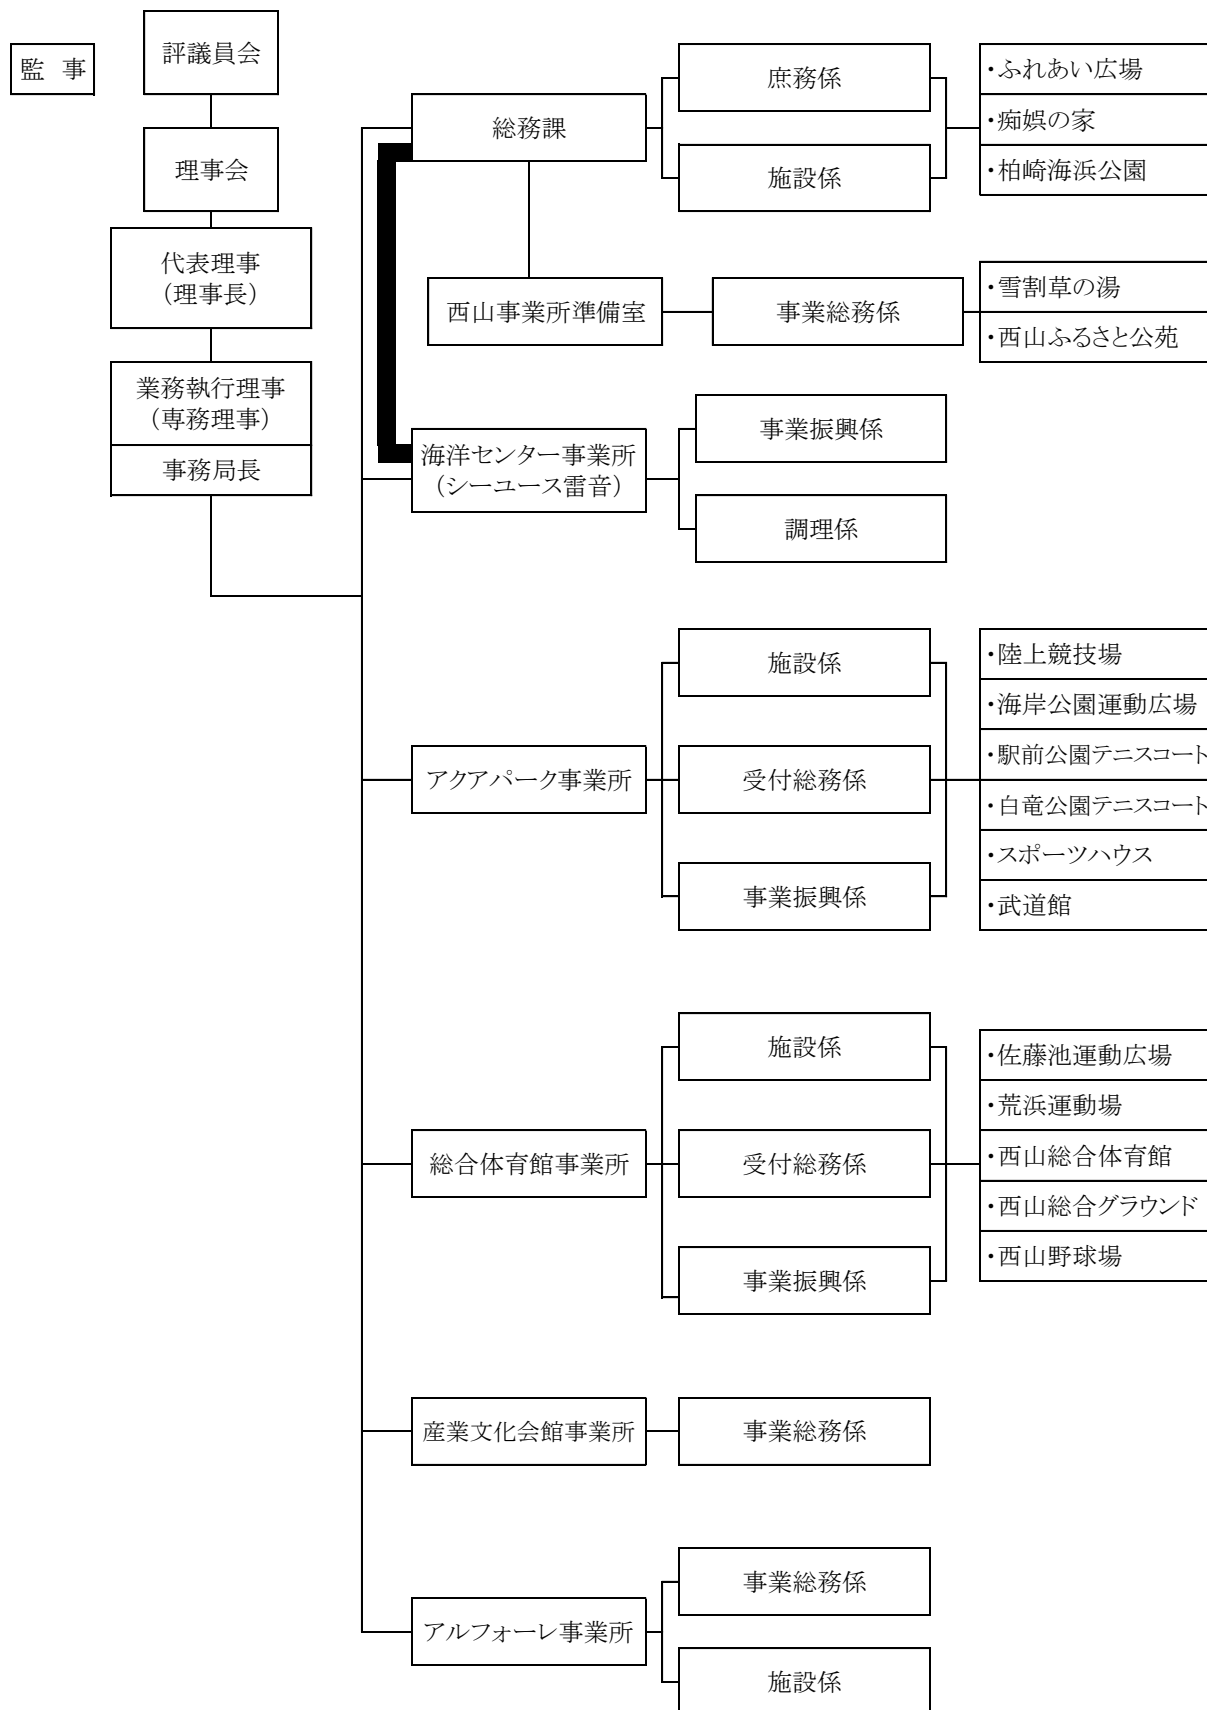 監　事
評議員会
理事会
代表理事
（理事長）
業務執行理事
（専務理事）
事務局長
総務課
庶務係
施設係
・ふれあい広場
・痴娯の家
・柏崎海浜公園
西山事業所準備室
事業総務係
・雪割草の湯
・西山ふるさと公苑
海洋センター事業所
（シーユース雷音）
事業振興係
調理係
アクアパーク事業所
施設係
受付総務係
事業振興係
・陸上競技場
・海岸公園運動広場
・駅前公園テニスコート
・白竜公園テニスコート
・スポーツハウス
・武道館
総合体育館事業所
施設係
受付総務係
事業振興係
・佐藤池運動広場
・荒浜運動場
・西山総合体育館
・西山総合グラウンド
・西山野球場
産業文化会館事業所
事業総務係
アルフォーレ事業所
事業総務係
施設係